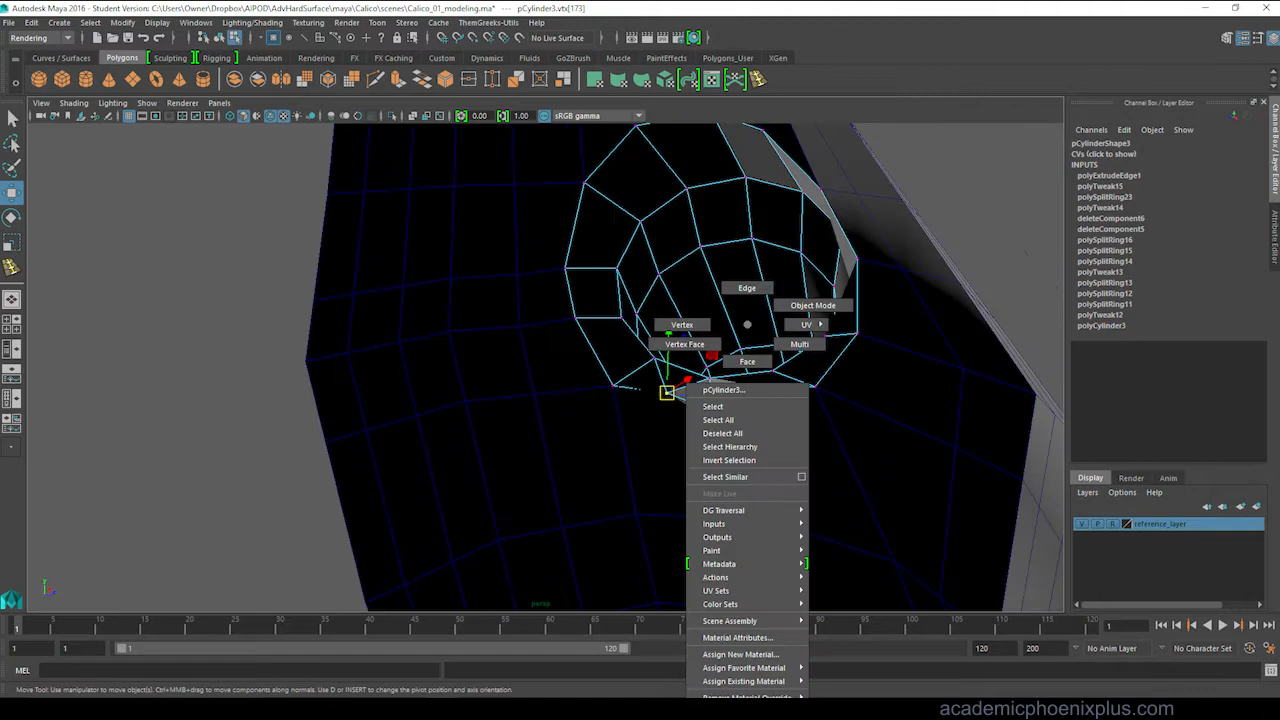 Autodesk Maya 2016 - Student Version: C:\Users\Owner\Dropbox\AIPOD\AdvHardSurface\maya\Calico\scenes\Calico_01_modeling.ma* --- pCylinder3.vtx[173]
File Edit Create Select Modify Display Windows Lighting/Shading Texturing Render Toon Stereo Cache ThemGreeks-Utils Help
Rendering No Live Surface
Curves / Surfaces Polygons Sculpting Rigging Animation Rendering FX FX Caching Custom Dynamics Fluids GoZBrush Muscle PaintEffects Polygons_User XGen
View Shading Lighting Show Renderer Panels
0.00 1.00 sRGB gamma
Channel Box / Layer Editor
Channels Edit Object Show
pCylinderShape3
CVs (click to show)
INPUTS
polyExtrudeEdge1
polyTweak15
polySplitRing23
polyTweak14
deleteComponent6
deleteComponent5
polySplitRing16
polySplitRing15
polySplitRing14
polyTweak13
polySplitRing13
polySplitRing12
polySplitRing11
polyTweak12
polyCylinder3
Channel Box / Layer Editor
Attribute Editor
Edge
Object Mode
Vertex UV
Vertex Face Multi
Face
pCylinder3...
Select
Select All
Deselect All
Select Hierarchy
Invert Selection
Select Similar
Make Live
DG Traversal
Inputs
Outputs
Paint
Metadata
Actions
UV Sets
Color Sets
Scene Assembly
Material Attributes...
Assign New Material...
Assign Favorite Material
Assign Existing Material
Remove Material Override
Display Render Anim
Layers Options Help
V P R reference_layer
persp
5 10 15 20 25 30 35 40 45 50 55 60 65 70 75 85 90 95 100 105 110 115 120 1
1 1 1 120 120 200 No Anim Layer No Character Set
MEL
Move Tool: Use manipulator to move object(s). Ctrl+MMB+drag to move components along normals. Use D or INSERT to change the pivot position and axis orientation.
academicphoenixplus.com